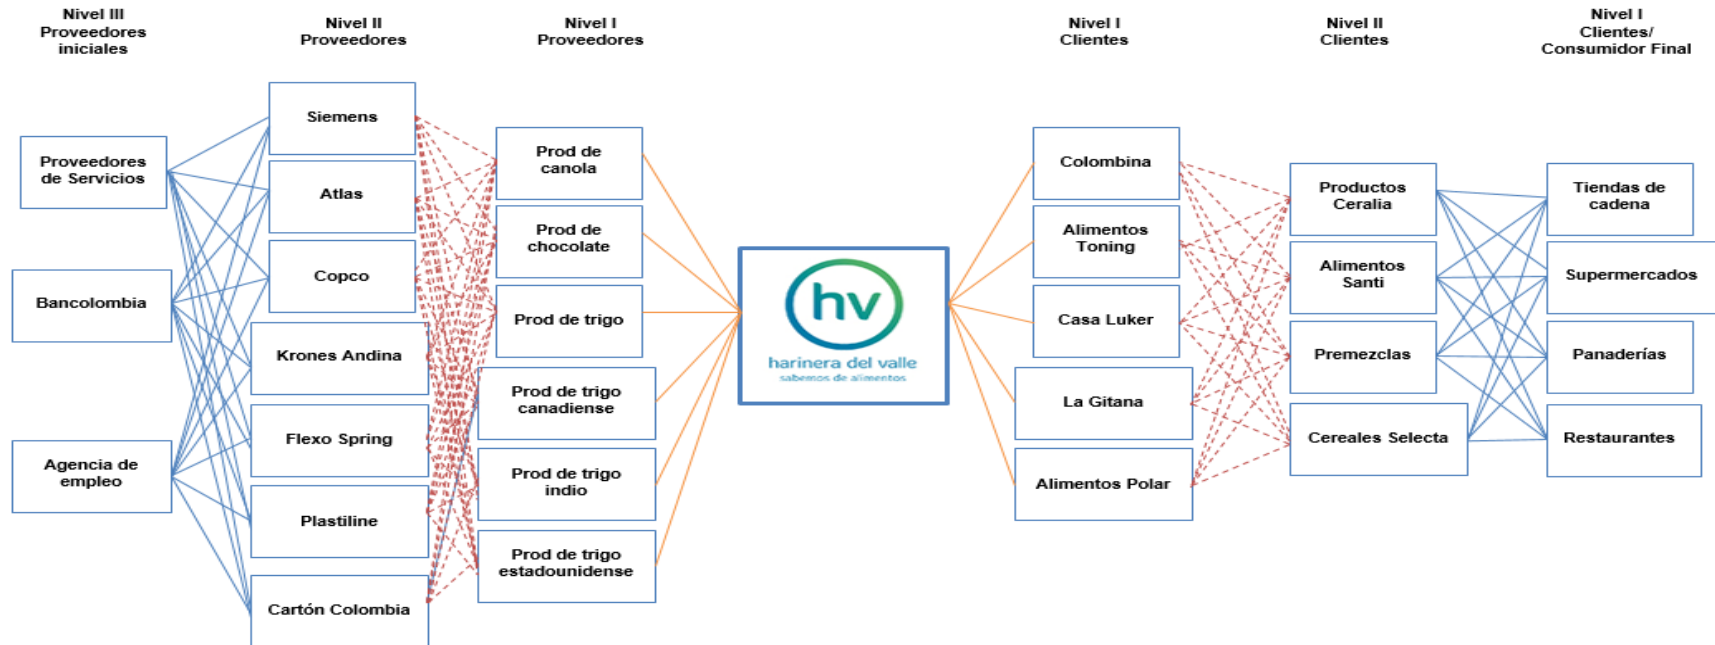 Nivel III
Proveedores
iniciales
Nivel II
Proveedores
Nivel I
Proveedores
Nivel I
Clientes
Nivel II
Clientes
Nivel I
Clientes/
Consumidor Final
Proveedores
de Servicios
Bancolombia
Agencia de
empleo
Siemens
Atlas
Copco
Krones Andina
Flexo Spring
Plastiline
Cartón Colombia
Prod de
canola
Prod de
chocolate
Prod de trigo
Prod de trigo
canadiense
Prod de trigo
indio
Prod de trigo
estadounidense
hv
harinera del valle
sabemos de alimentos
Colombina
Alimentos
Toning
Casa Luker
La Gitana
Alimentos Polar
Productos
Ceralia
Alimentos
Santi
Premezclas
Cereales Selecta
Tiendas de
cadena
Supermercados
Panaderías
Restaurantes